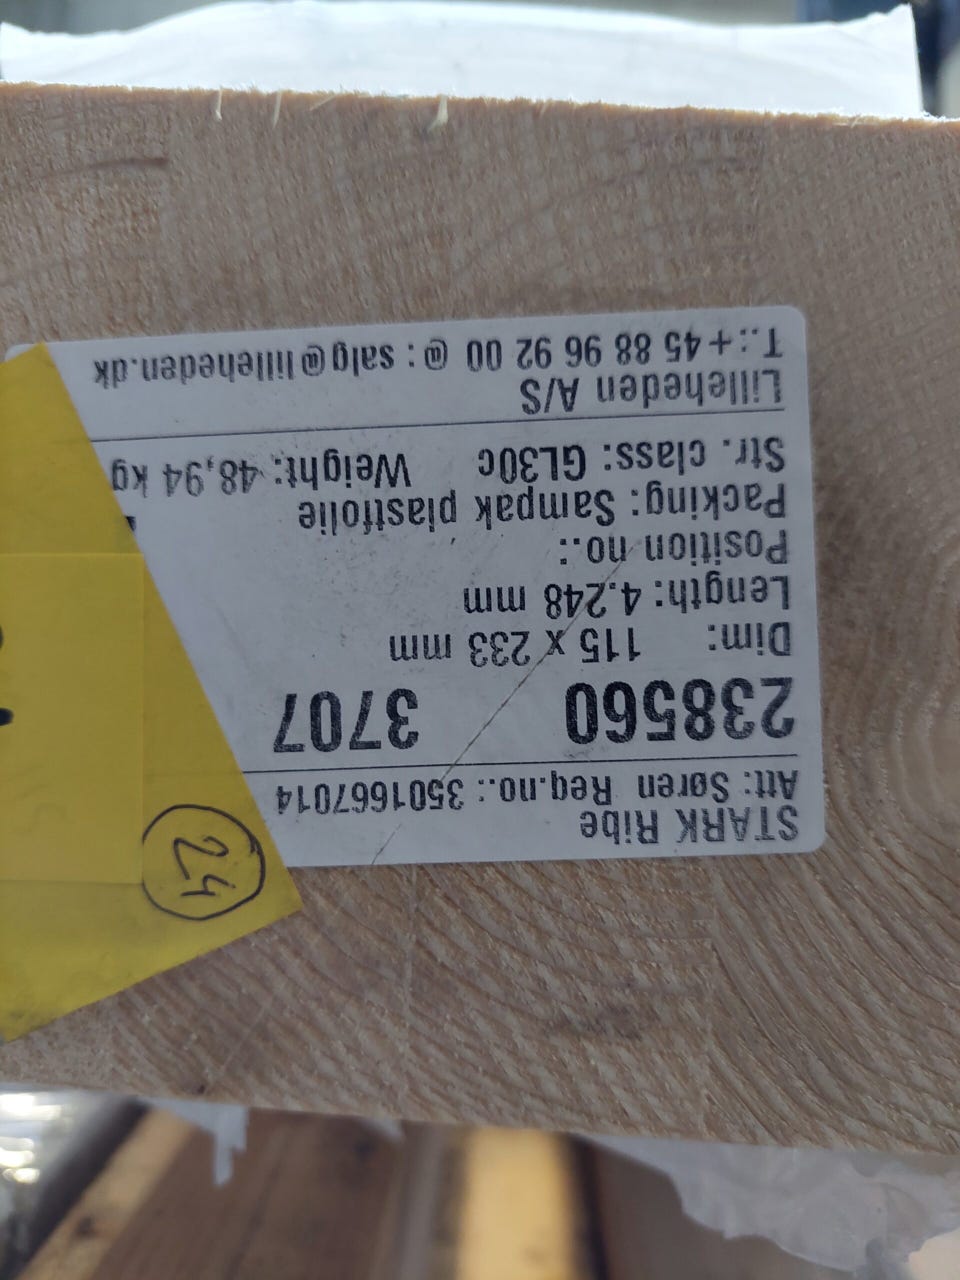 STARK Ribe
Att: Søren Req.no.: 3501667014
238560 3707
Dim: 115 x 233 mm
Length: 4.248 mm
Position no.:
Packing: Sampak plastfolie
Str. class: GL30c Weight: 48,94 kg
Lilleheden A/S
T.:+45 88 96 92 00 @: salg@lilleheden.dk
24